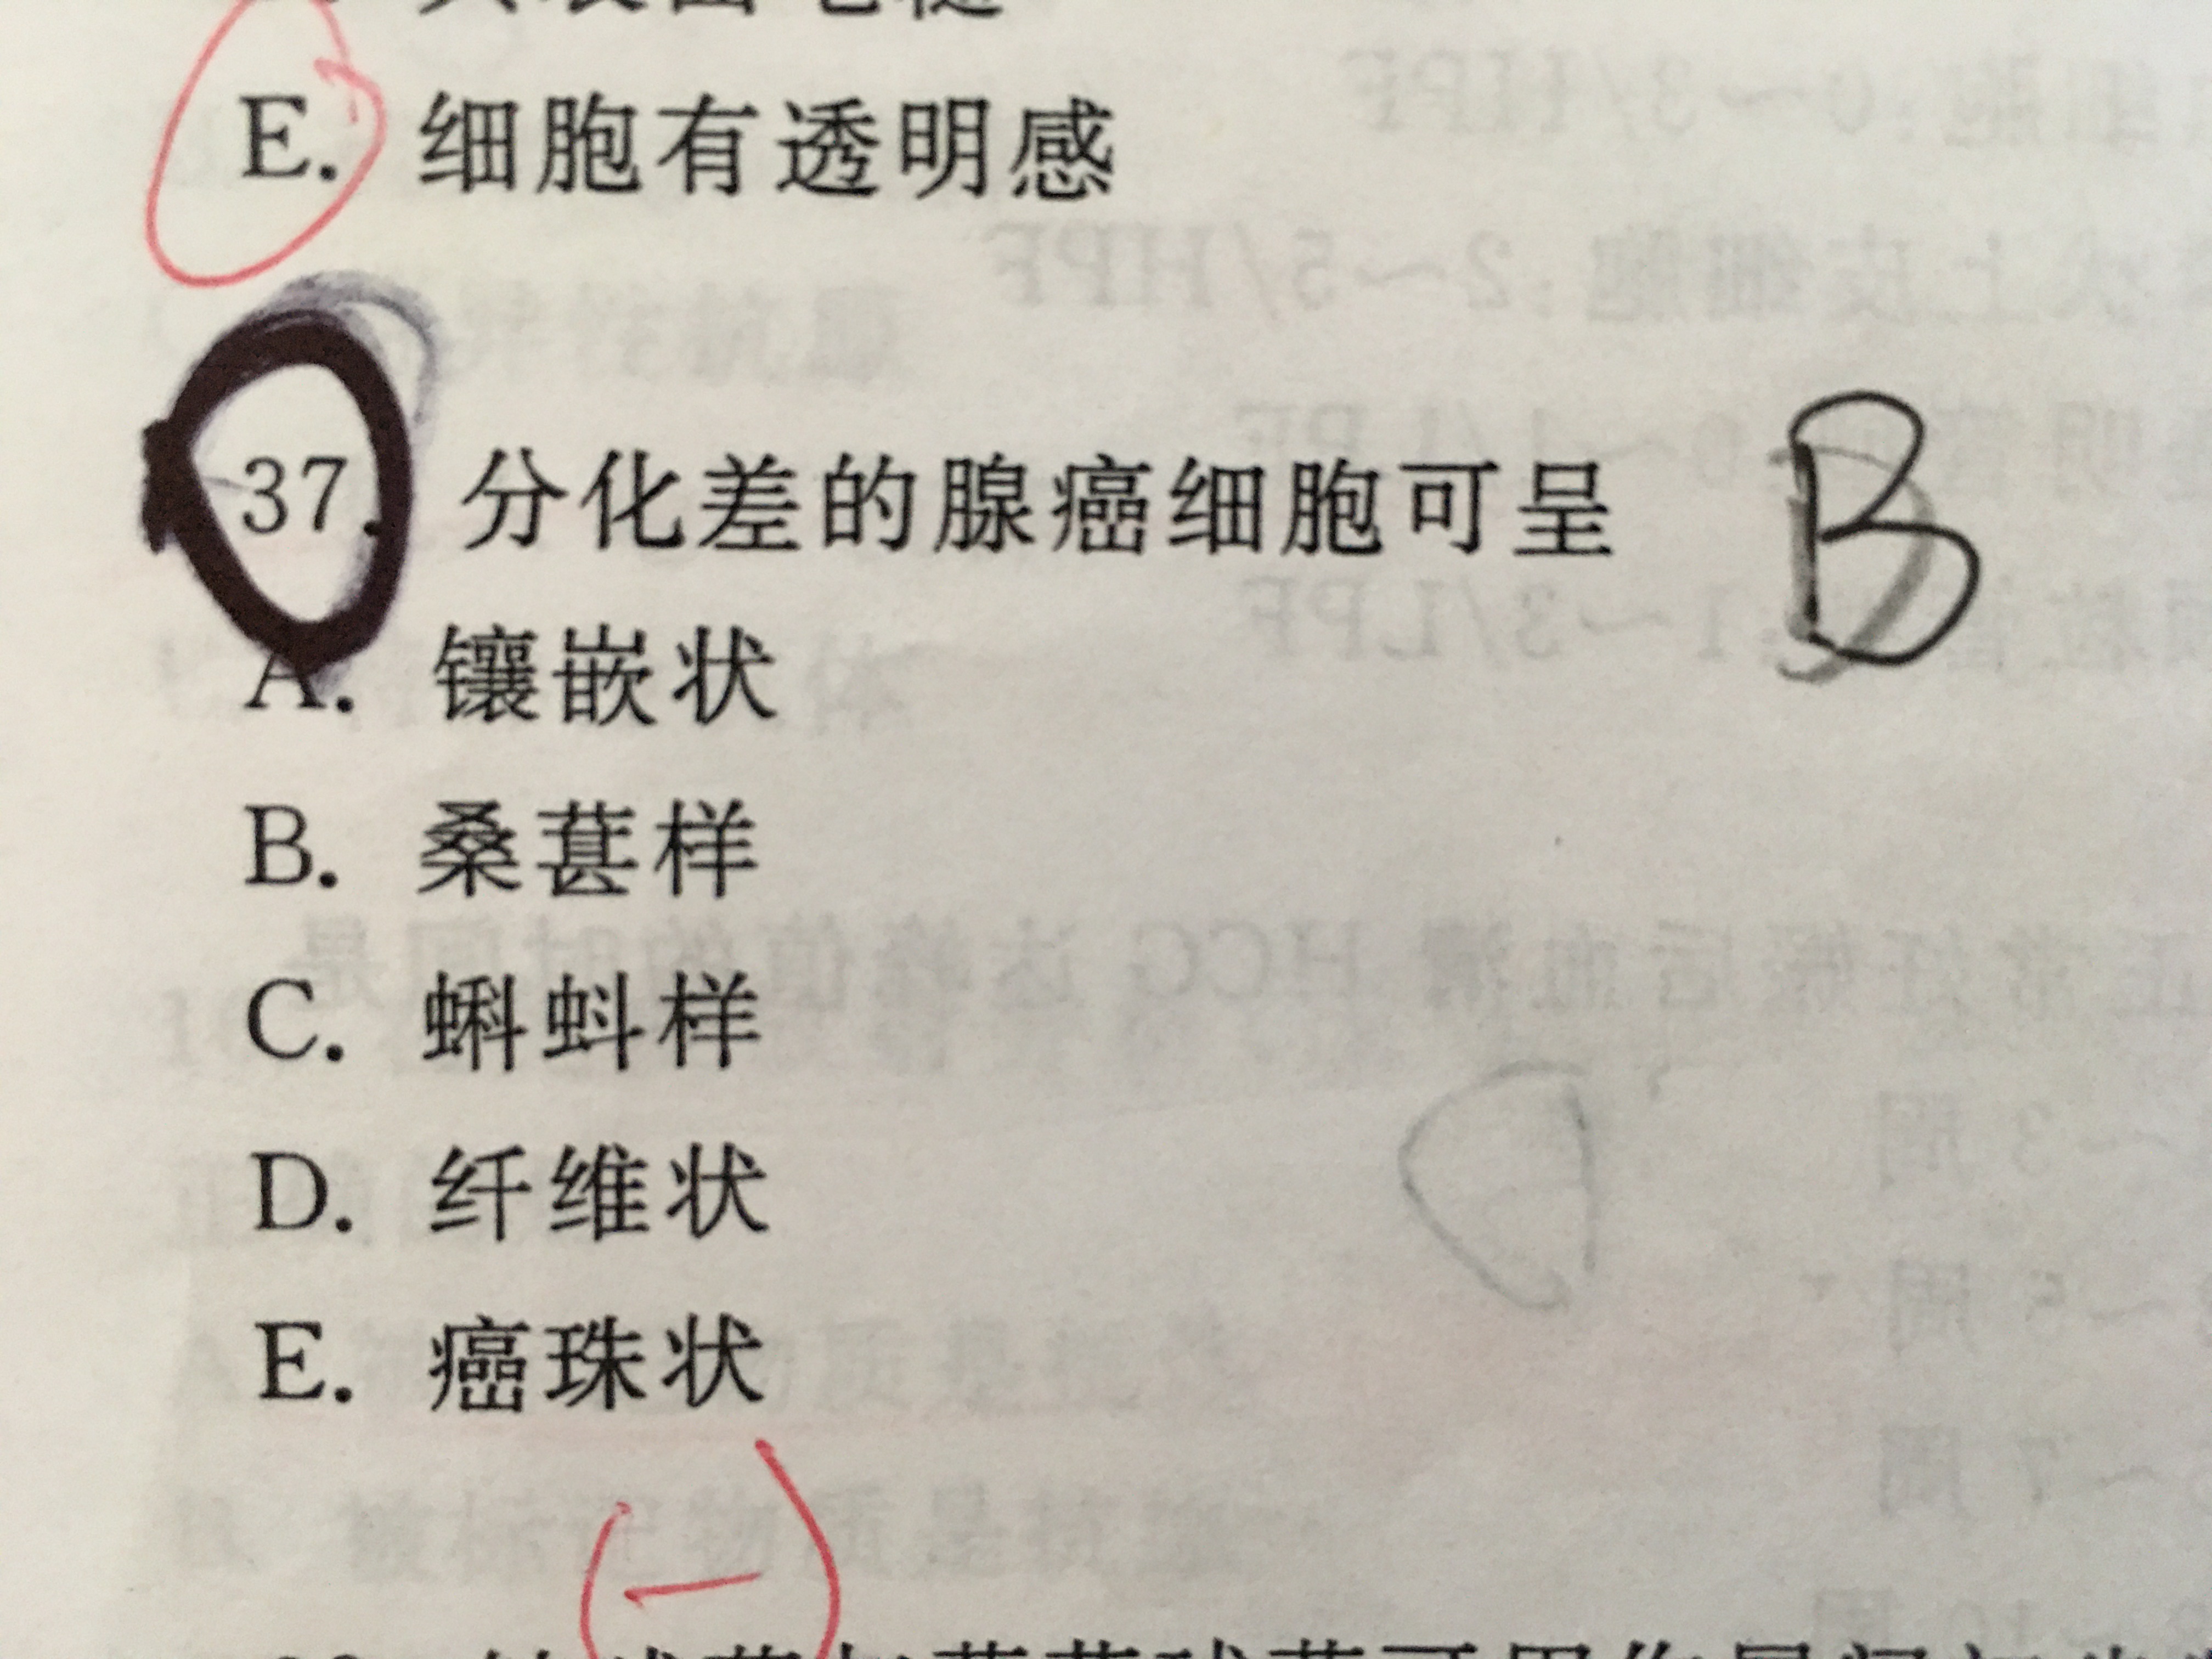 E. 细胞有透明感
37. 分化差的腺癌细胞可呈 B
A. 镶嵌状
B. 桑葚样
C. 蝌蚪样
D. 纤维状
E. 癌珠状